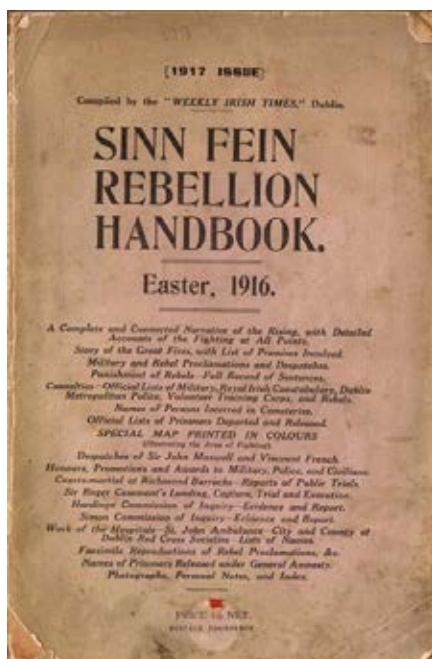 [1917 ISSUE]
Compiled by the "WEEKLY IRISH TIMES," Dublin.
SINN FEIN
REBELLION
HANDBOOK.
Easter, 1916.
A Complete and Connected Narrative of the Rising, with Detailed
Accounts of the Fighting at All Points.
Story of the Great Fires, with List of Premises Involved.
Military and Rebel Proclamations and Despatches.
Punishment of Rebels—Full Record of Sentences.
Casualties—Official Lists of Military, Royal Irish Constabulary, Dublin
Metropolitan Police, Volunteer Training Corps, and Rebels.
Names of Persons Interred in Cemeteries.
Official Lists of Prisoners Deported and Released.
SPECIAL MAP PRINTED IN COLOURS
(Illustrating the Area of Fighting).
Despatches of Sir John Maxwell and Viscount French.
Honours, Promotions and Awards to Military, Police, and Civilians.
Courts-martial at Richmond Barracks—Reports of Public Trials.
Sir Roger Casement's Landing, Capture, Trial and Execution.
Hardinge Commission of Inquiry—Evidence and Report.
Simon Commission of Inquiry—Evidence and Report.
Work of the Hospitals—St. John Ambulance—City and County of
Dublin Red Cross Societies—Lists of Names.
Facsimile Reproductions of Rebel Proclamations, &c.
Names of Prisoners Released under General Amnesty.
Photographs, Personal Notes, and Index.
PRICE NET.